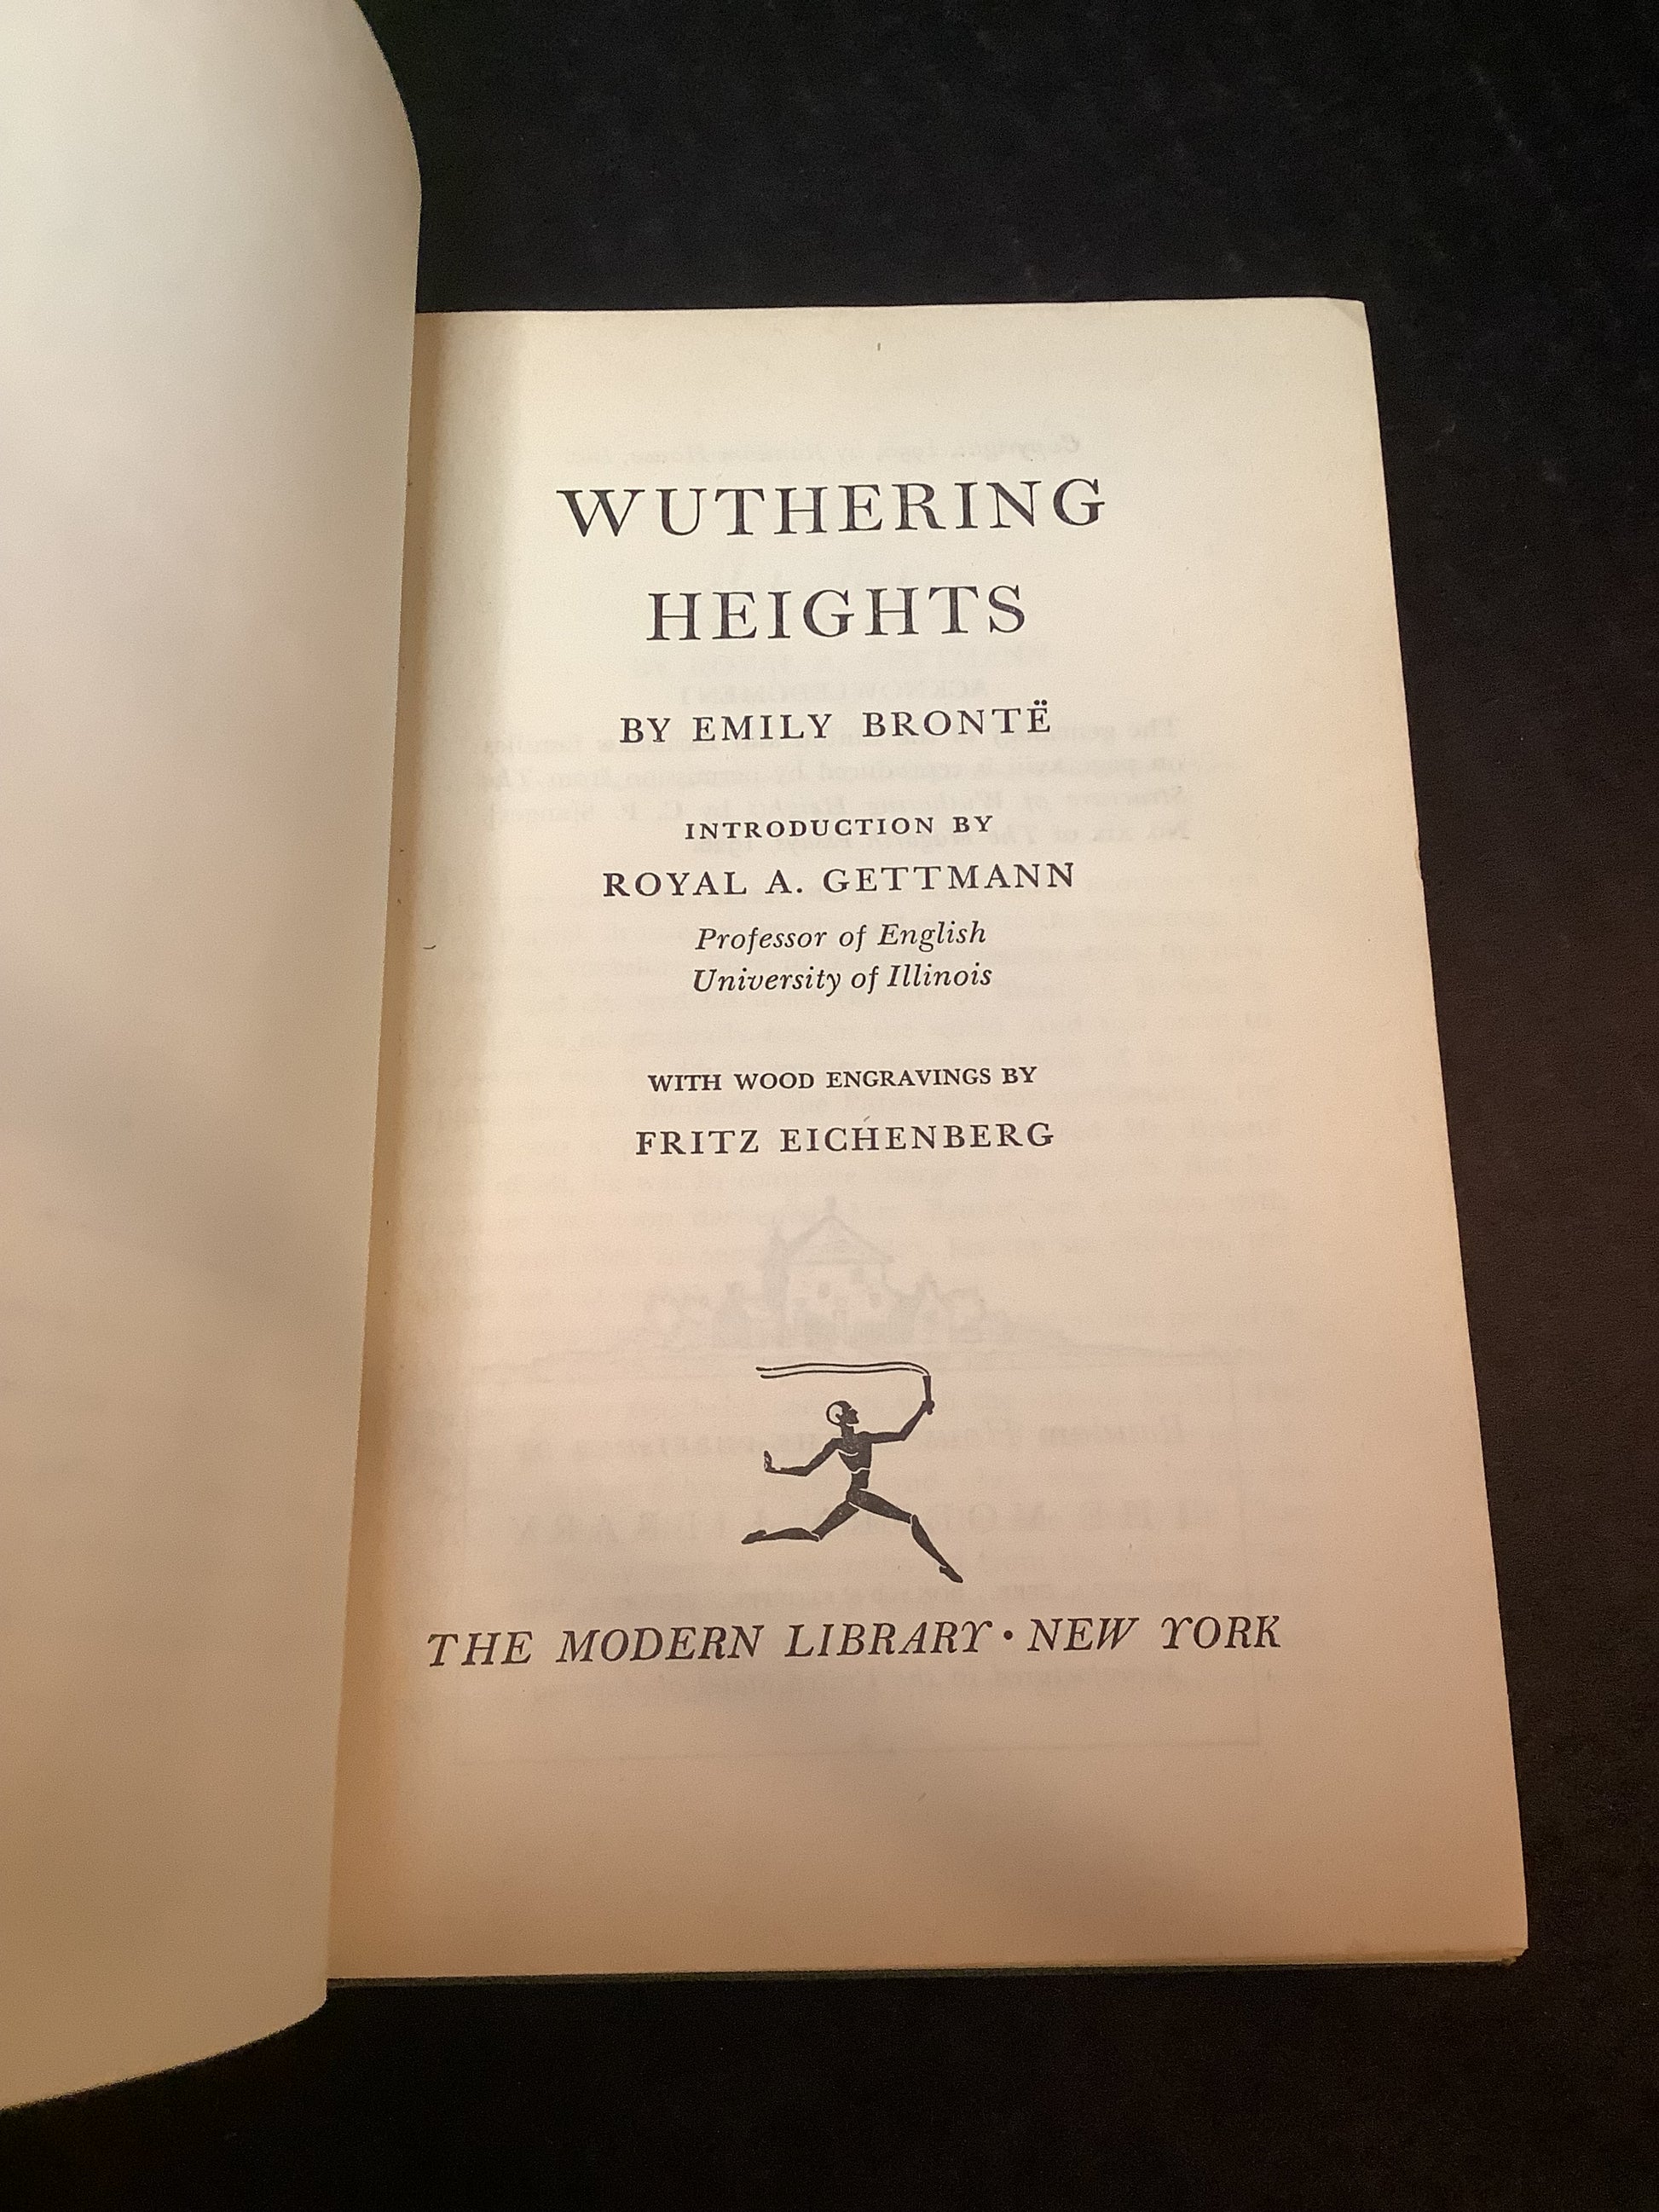 WUTHERING
HEIGHTS
BY EMILY BRONTË
INTRODUCTION BY
ROYAL A. GETTMANN
Professor of English
University of Illinois
WITH WOOD ENGRAVINGS BY
FRITZ EICHENBERG
THE MODERN LIBRARY · NEW YORK